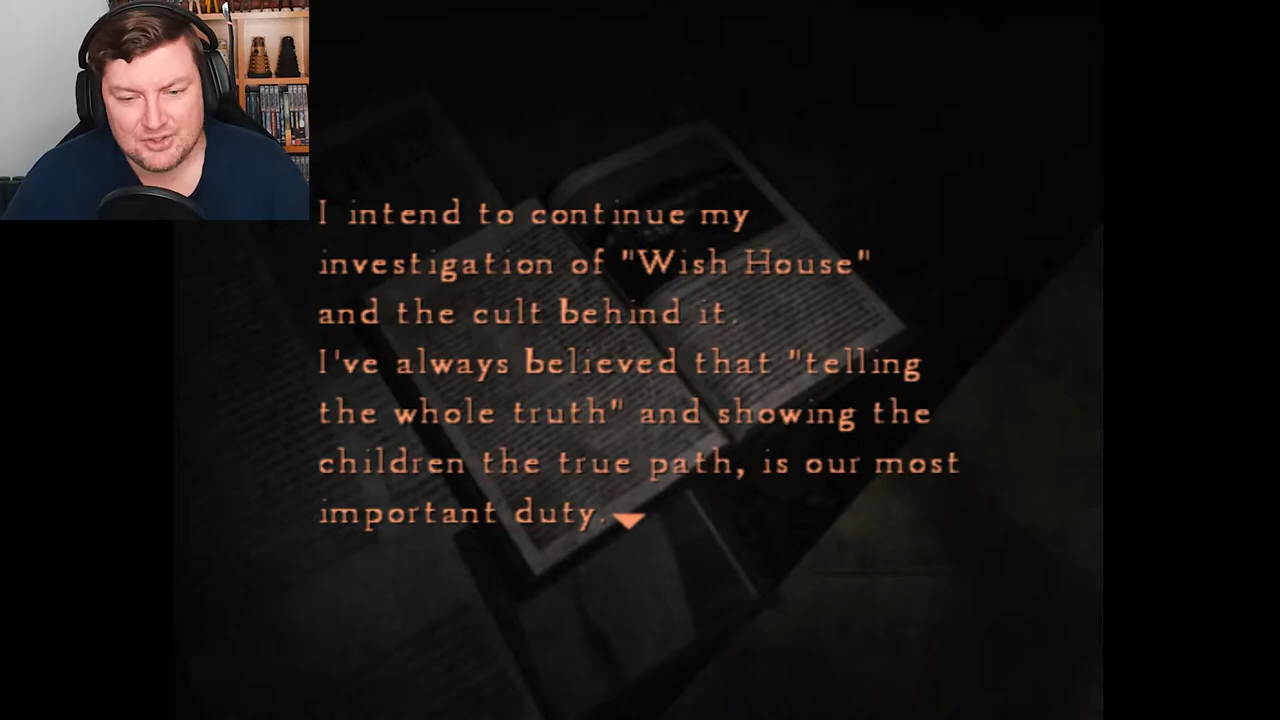 I intend to continue my
investigation of "Wish House"
and the cult behind it.
I've always believed that "telling
the whole truth" and showing the
children the true path, is our most
important duty.